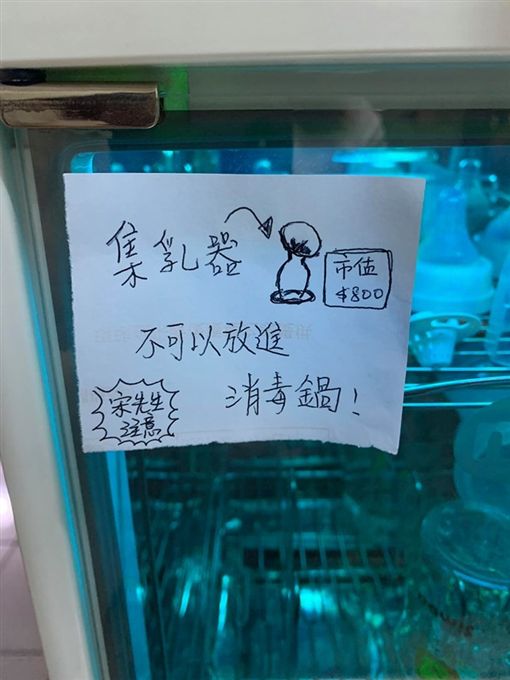 集乳器
市值
$800
不可以放進
消毒鍋！
宋先生
注意